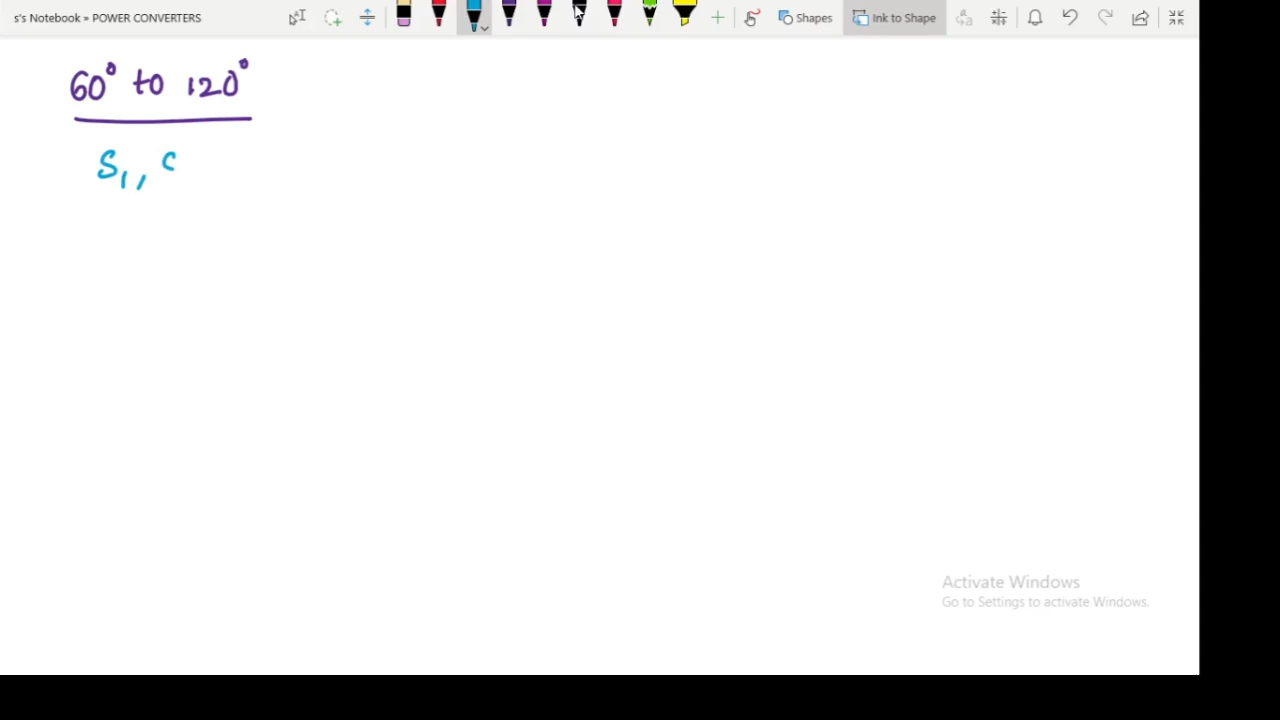 s's Notebook » POWER CONVERTERS
Shapes
Ink to Shape
60° to 120°
S₁,
Activate Windows
Go to Settings to activate Windows.